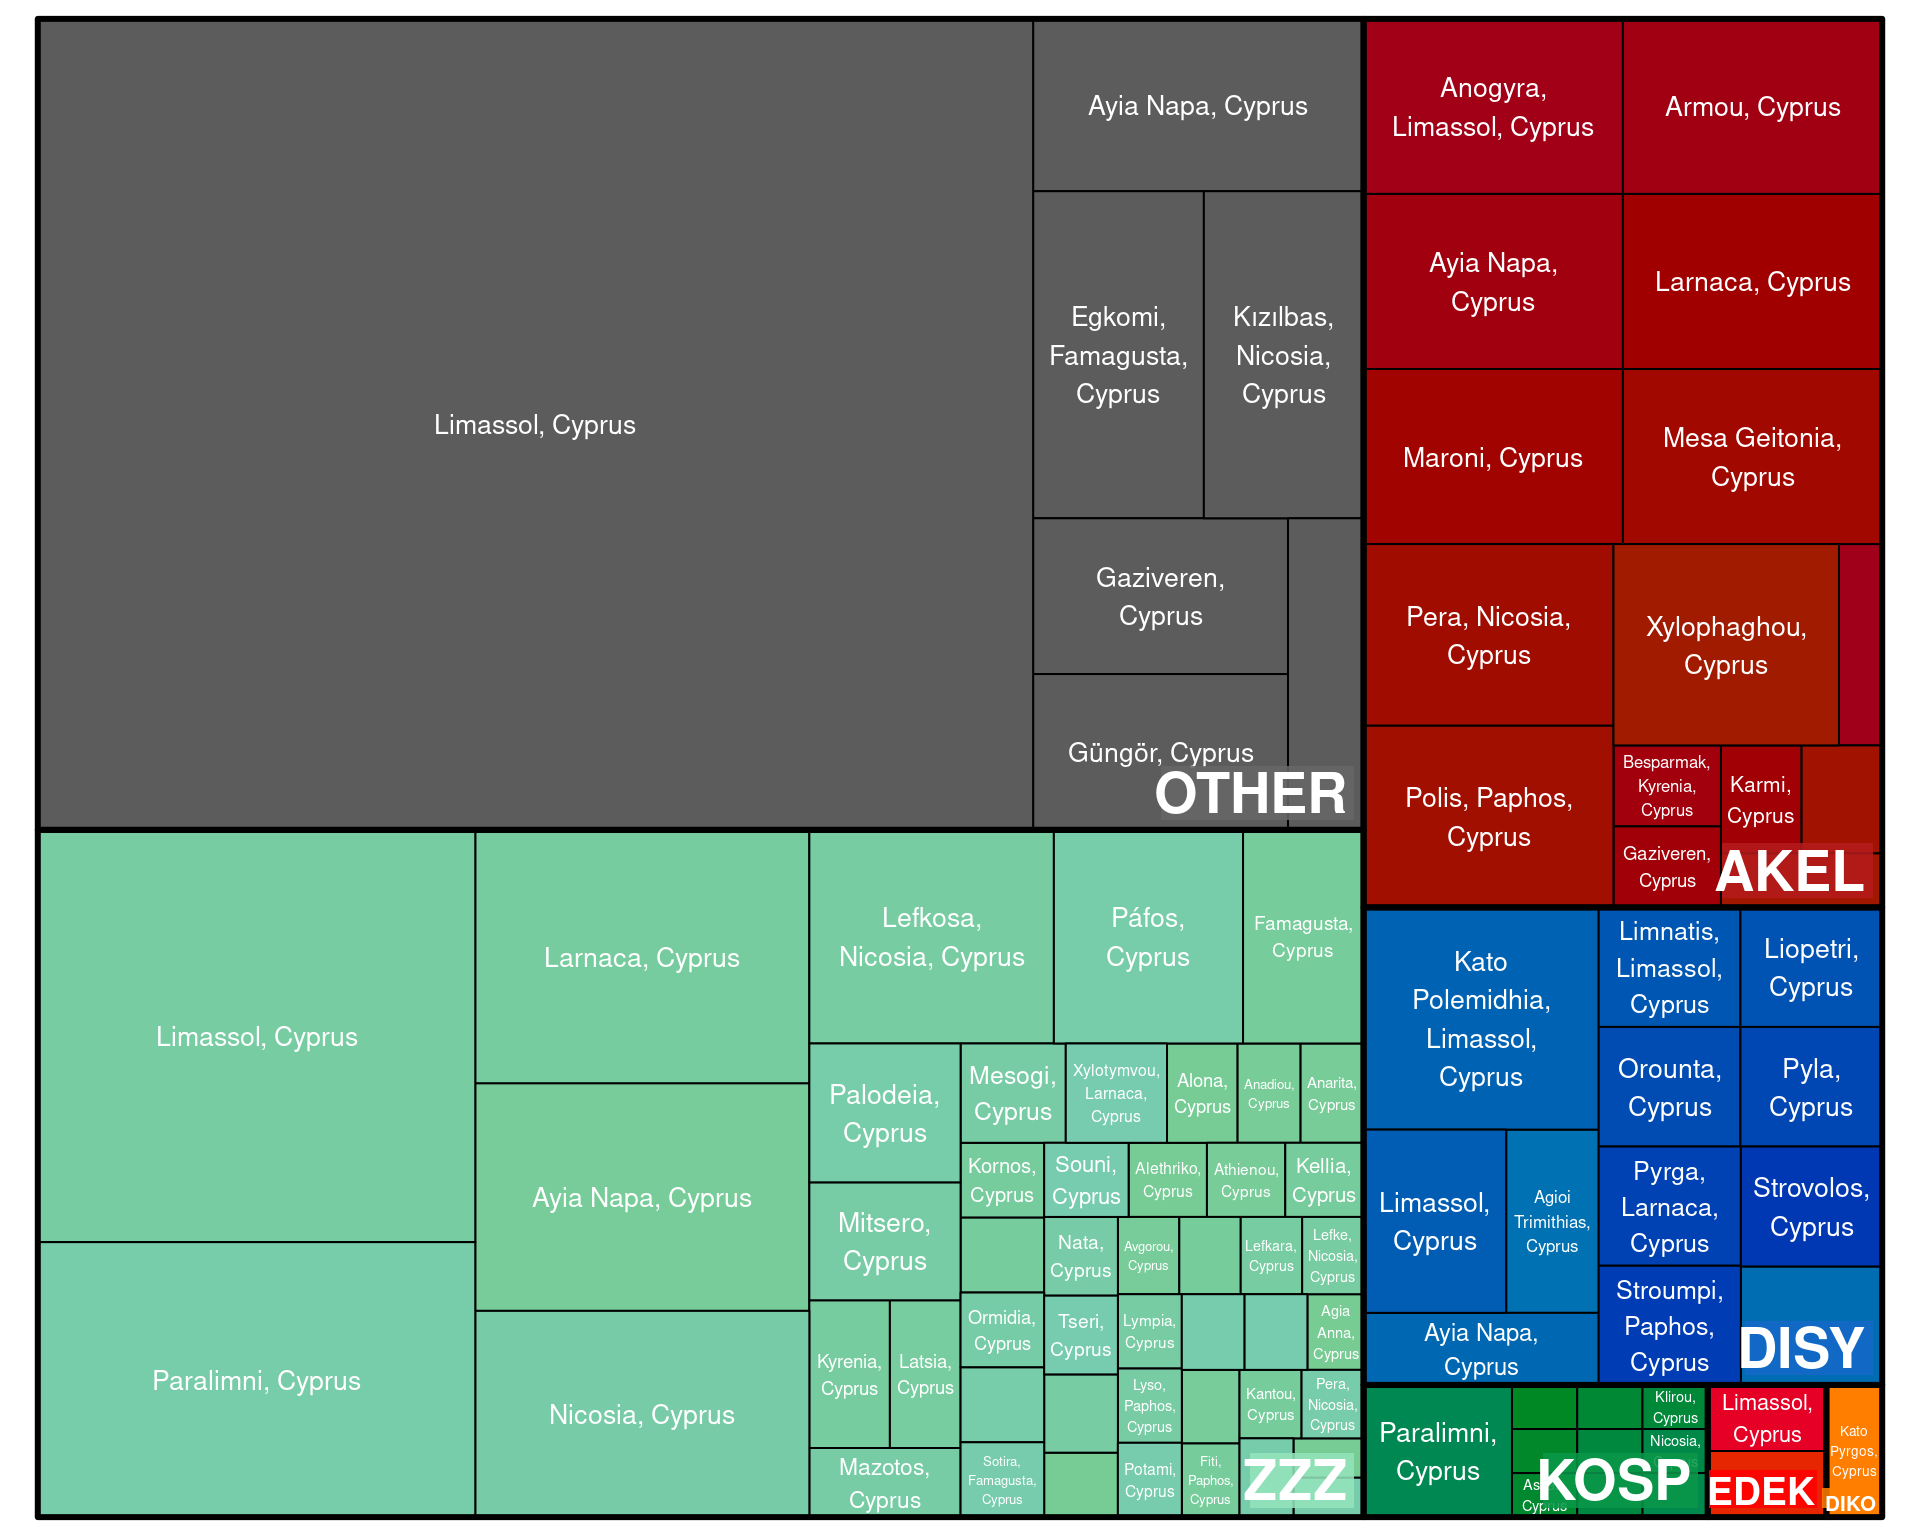 Limassol, Cyprus
Ayia Napa, Cyprus
Egkomi,
Famagusta,
Cyprus
Kızılbas,
Nicosia,
Cyprus
Gaziveren,
Cyprus
Güngör, Cyprus
OTHER
Anogyra,
Limassol, Cyprus
Armou, Cyprus
Ayia Napa,
Cyprus
Larnaca, Cyprus
Maroni, Cyprus
Mesa Geitonia,
Cyprus
Pera, Nicosia,
Cyprus
Xylophaghou,
Cyprus
Polis, Paphos,
Cyprus
Besparmak,
Kyrenia,
Cyprus
Karmi,
Cyprus
Gaziveren,
Cyprus
AKEL
Limassol, Cyprus
Paralimni, Cyprus
Larnaca, Cyprus
Ayia Napa, Cyprus
Nicosia, Cyprus
Lefkosa,
Nicosia, Cyprus
Páfos,
Cyprus
Famagusta,
Cyprus
Palodeia,
Cyprus
Mitsero,
Cyprus
Kyrenia,
Cyprus
Latsia,
Cyprus
Mazotos,
Cyprus
Mesogi,
Cyprus
Xylotymvou,
Larnaca,
Cyprus
Alona,
Cyprus
Anadiou,
Cyprus
Anarita,
Cyprus
Kornos,
Cyprus
Souni,
Cyprus
Alethriko,
Cyprus
Athienou,
Cyprus
Kellia,
Cyprus
Nata,
Cyprus
Avgorou,
Cyprus
Lefkara,
Cyprus
Lefke,
Nicosia,
Cyprus
Ormidia,
Cyprus
Tseri,
Cyprus
Lympia,
Cyprus
Agia
Anna,
Cyprus
Lyso,
Paphos,
Cyprus
Kantou,
Cyprus
Pera,
Nicosia,
Cyprus
Sotira,
Famagusta,
Cyprus
Potami,
Cyprus
Fiti,
Paphos,
Cyprus
ZZZ
Kato
Polemidhia,
Limassol,
Cyprus
Limnatis,
Limassol,
Cyprus
Liopetri,
Cyprus
Orounta,
Cyprus
Pyla,
Cyprus
Limassol,
Cyprus
Agioi
Trimithias,
Cyprus
Pyrga,
Larnaca,
Cyprus
Strovolos,
Cyprus
Ayia Napa,
Cyprus
Stroumpi,
Paphos,
Cyprus
DISY
Paralimni,
Cyprus
Klirou,
Cyprus
Nicosia,
Cyprus
KOSP
Limassol,
Cyprus
EDEK
Kato
Pyrgos,
Cyprus
DIKO